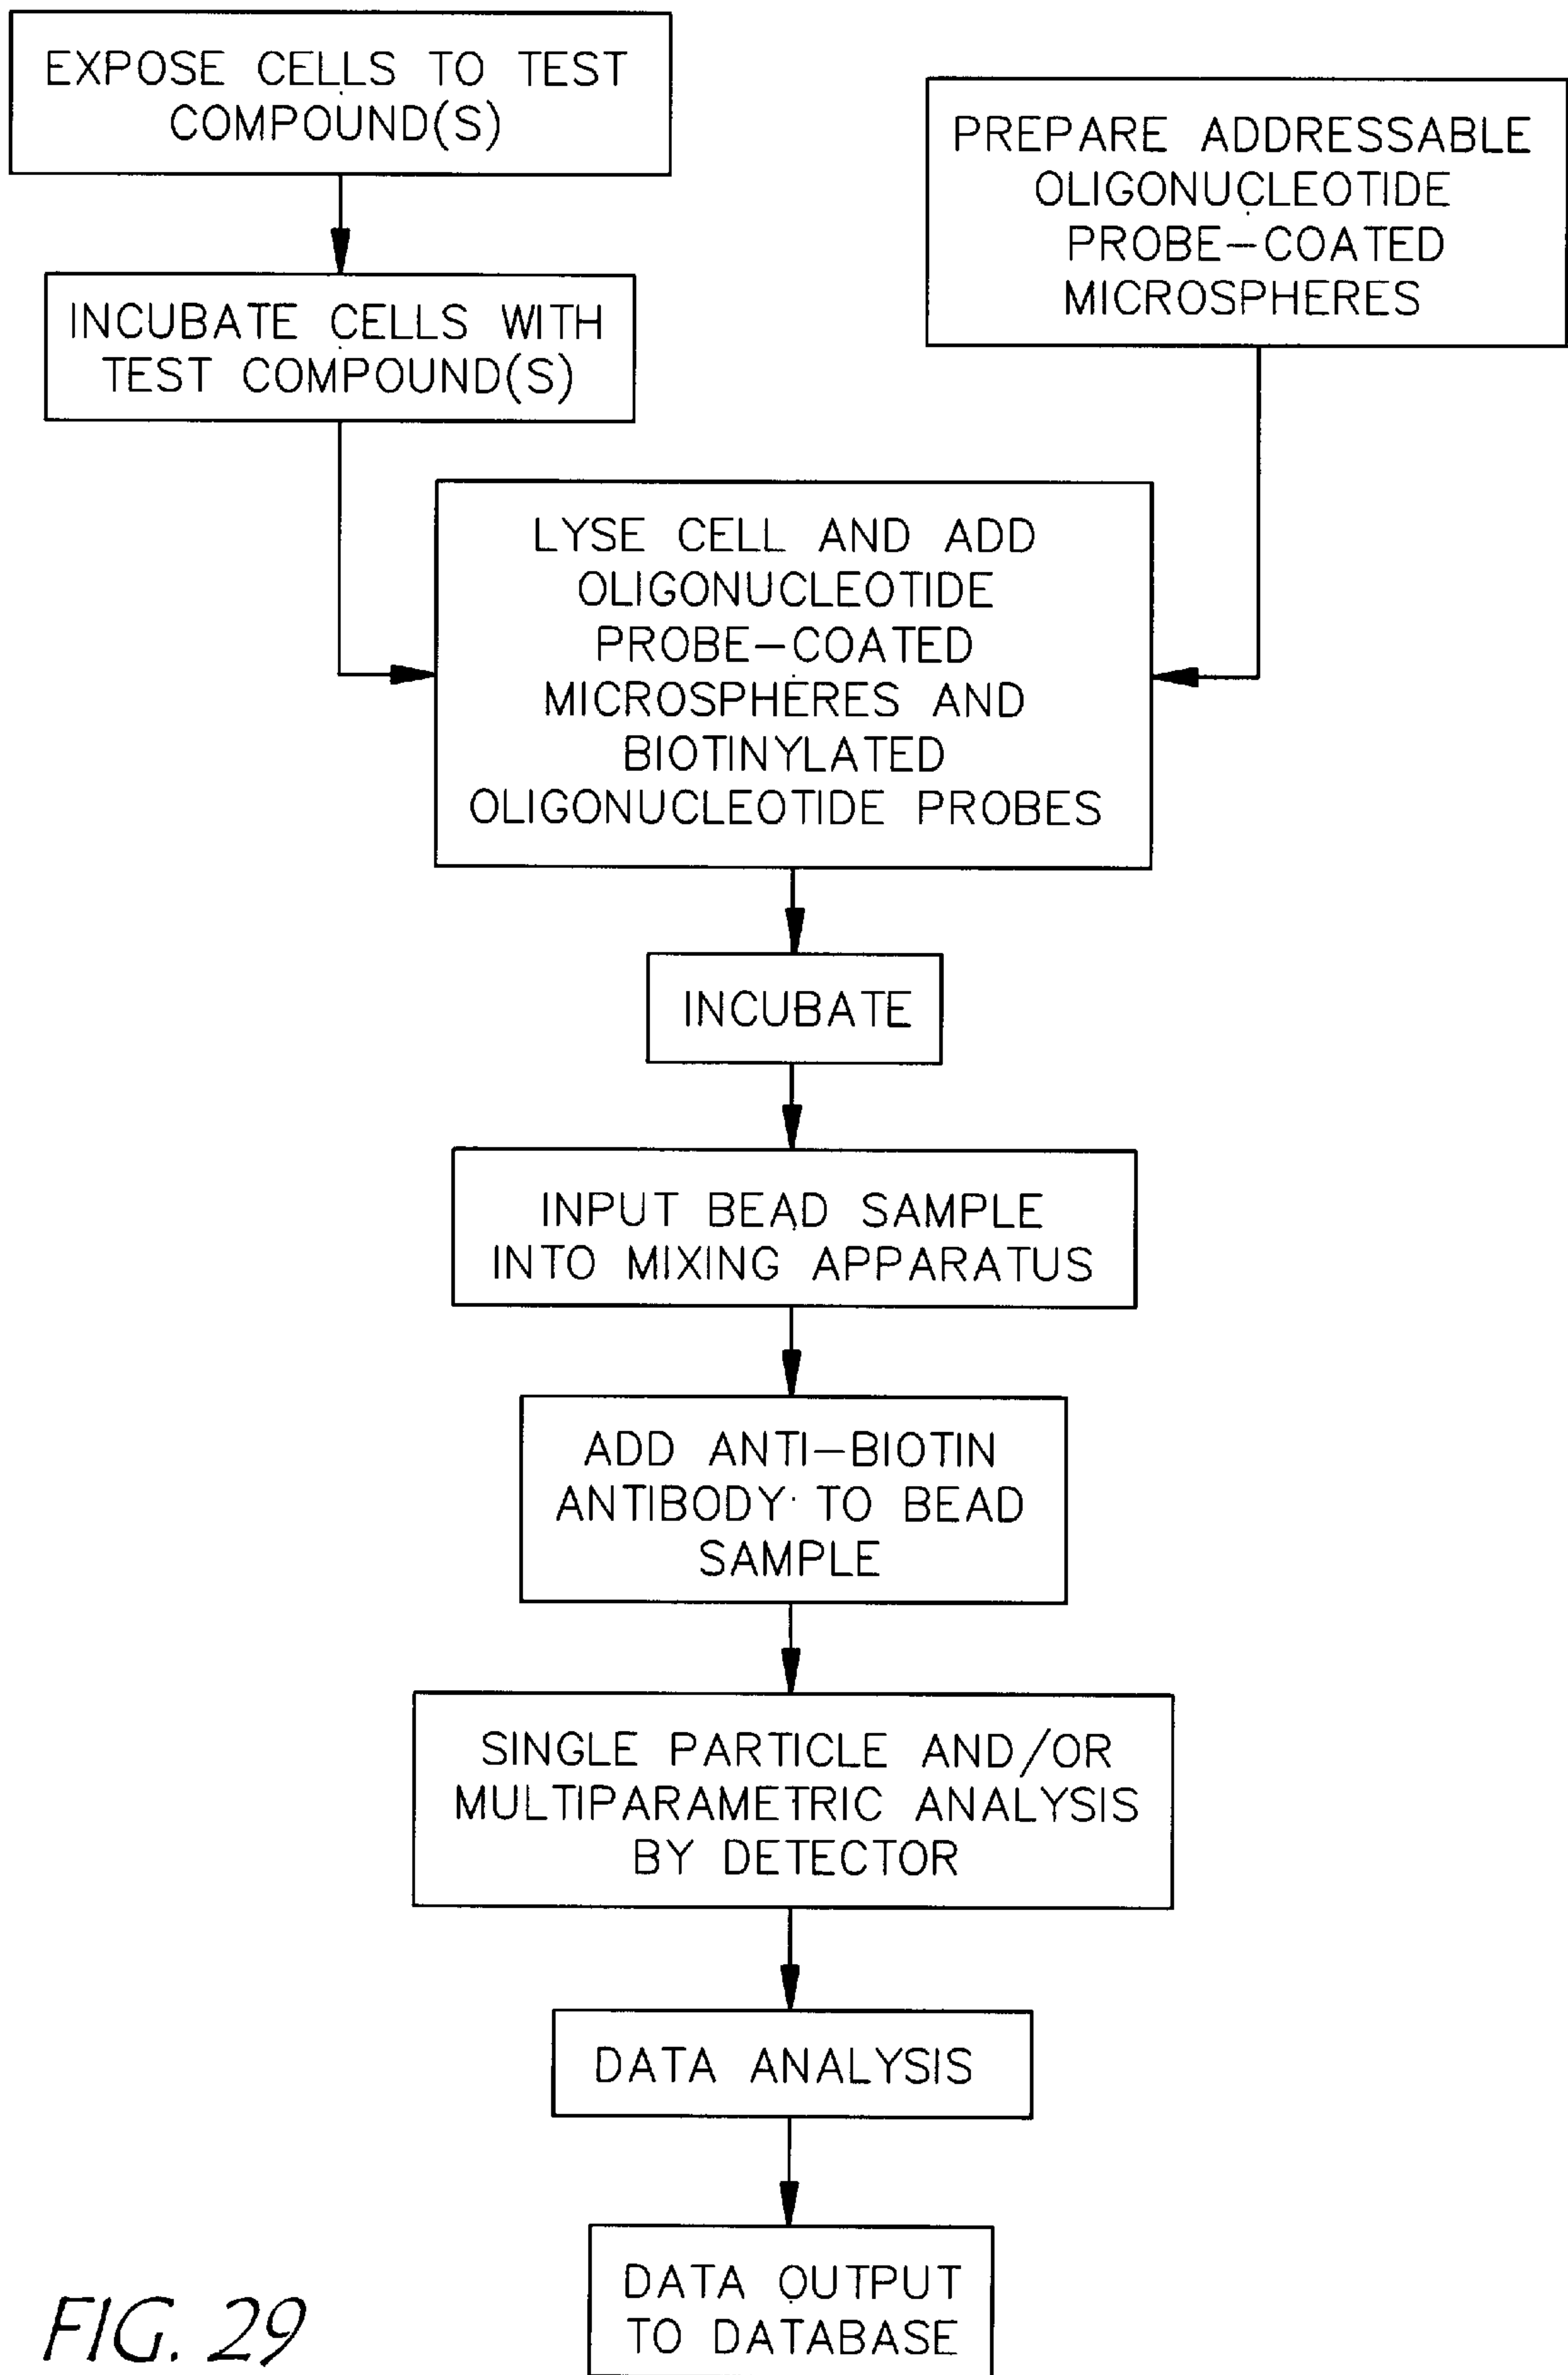 EXPOSE CELLS TO TEST
COMPOUND(S)
PREPARE ADDRESSABLE
OLIGONUCLEOTIDE
PROBE-COATED
MICROSPHERES
INCUBATE CELLS WITH
TEST COMPOUND(S)
LYSE CELL AND ADD
OLIGONUCLEOTIDE
PROBE-COATED
MICROSPHERES AND
BIOTINYLATED
OLIGONUCLEOTIDE PROBES
INCUBATE
INPUT BEAD SAMPLE
INTO MIXING APPARATUS
ADD ANTI-BIOTIN
ANTIBODY TO BEAD
SAMPLE
SINGLE PARTICLE AND/OR
MULTIPARAMETRIC ANALYSIS
BY DETECTOR
DATA ANALYSIS
DATA OUTPUT
TO DATABASE
FIG. 29